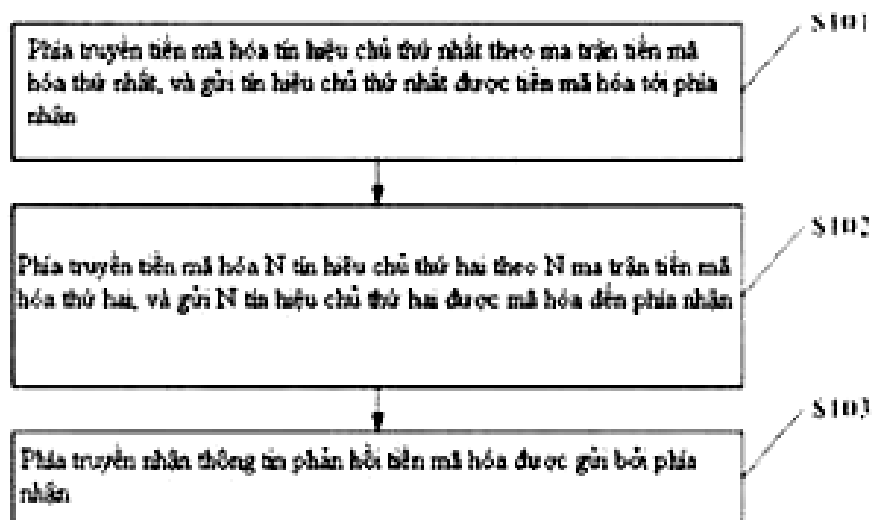 S101
Phía truyền tiền mã hóa tín hiệu chủ thứ nhất theo ma trận tiền mã
hóa thứ nhất, và gửi tín hiệu chủ thứ nhất được tiền mã hóa tới phía
nhận
S102
Phía truyền tiền mã hóa N tín hiệu chủ thứ hai theo N ma trận tiền mã
hóa thứ hai, và gửi N tín hiệu chủ thứ hai được mã hóa đến phía nhận
S103
Phía truyền nhận thông tin phản hồi tiền mã hóa được gửi bởi phía
nhận